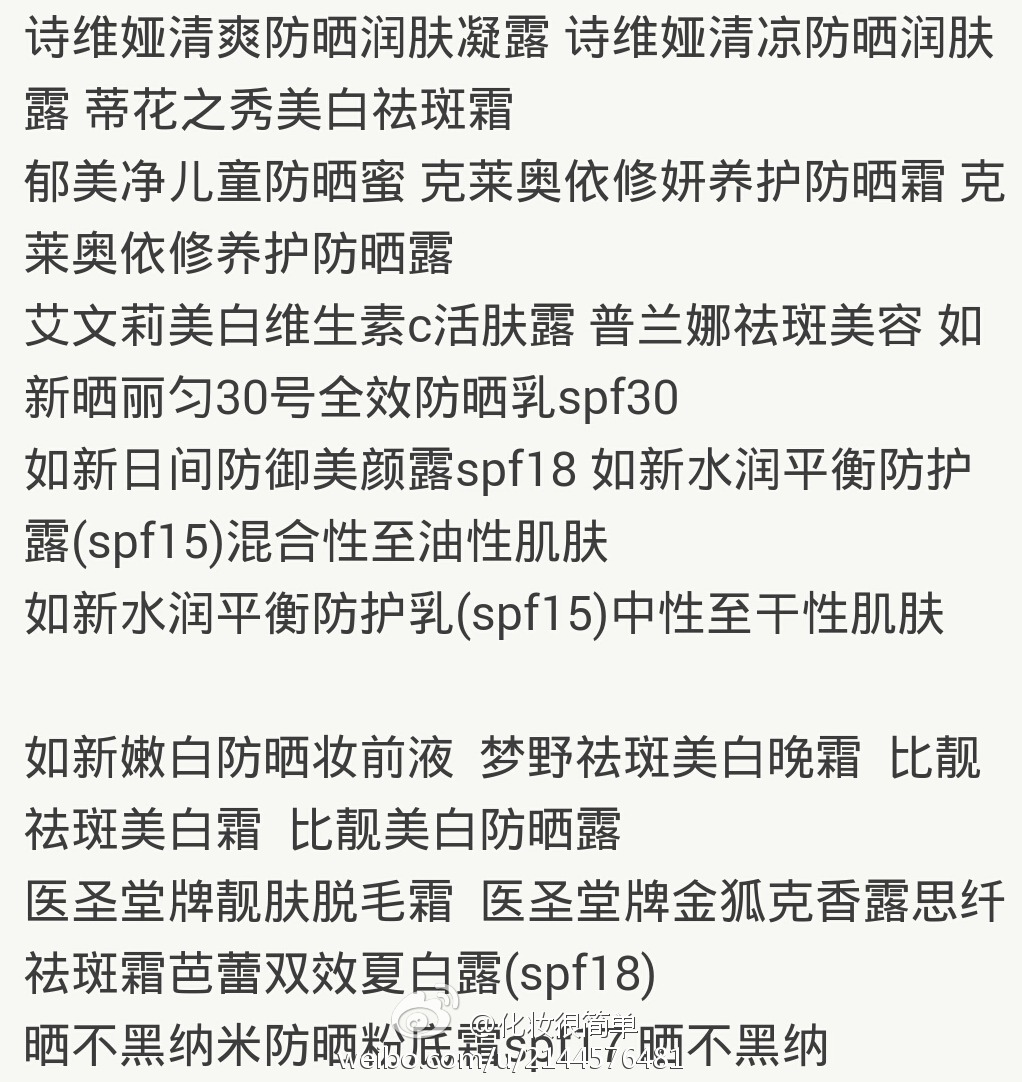 诗维娅清爽防晒润肤凝露 诗维娅清凉防晒润肤
露 蒂花之秀美白祛斑霜
郁美净儿童防晒蜜 克莱奥依修妍养护防晒霜 克
莱奥依修养护防晒露
艾文莉美白维生素c活肤露 普兰娜祛斑美容 如
新晒丽匀30号全效防晒乳spf30
如新日间防御美颜露spf18 如新水润平衡防护
露(spf15)混合性至油性肌肤
如新水润平衡防护乳(spf15)中性至干性肌肤
如新嫩白防晒妆前液 梦野祛斑美白晚霜 比靓
祛斑美白霜 比靓美白防晒露
医圣堂牌靓肤脱毛霜 医圣堂牌金狐克香露思纤
祛斑霜芭蕾双效夏白露(spf18)
晒不黑纳米防晒粉底霜spf17 晒不黑纳
@化妆很简单
weibo.com/u/2144576481